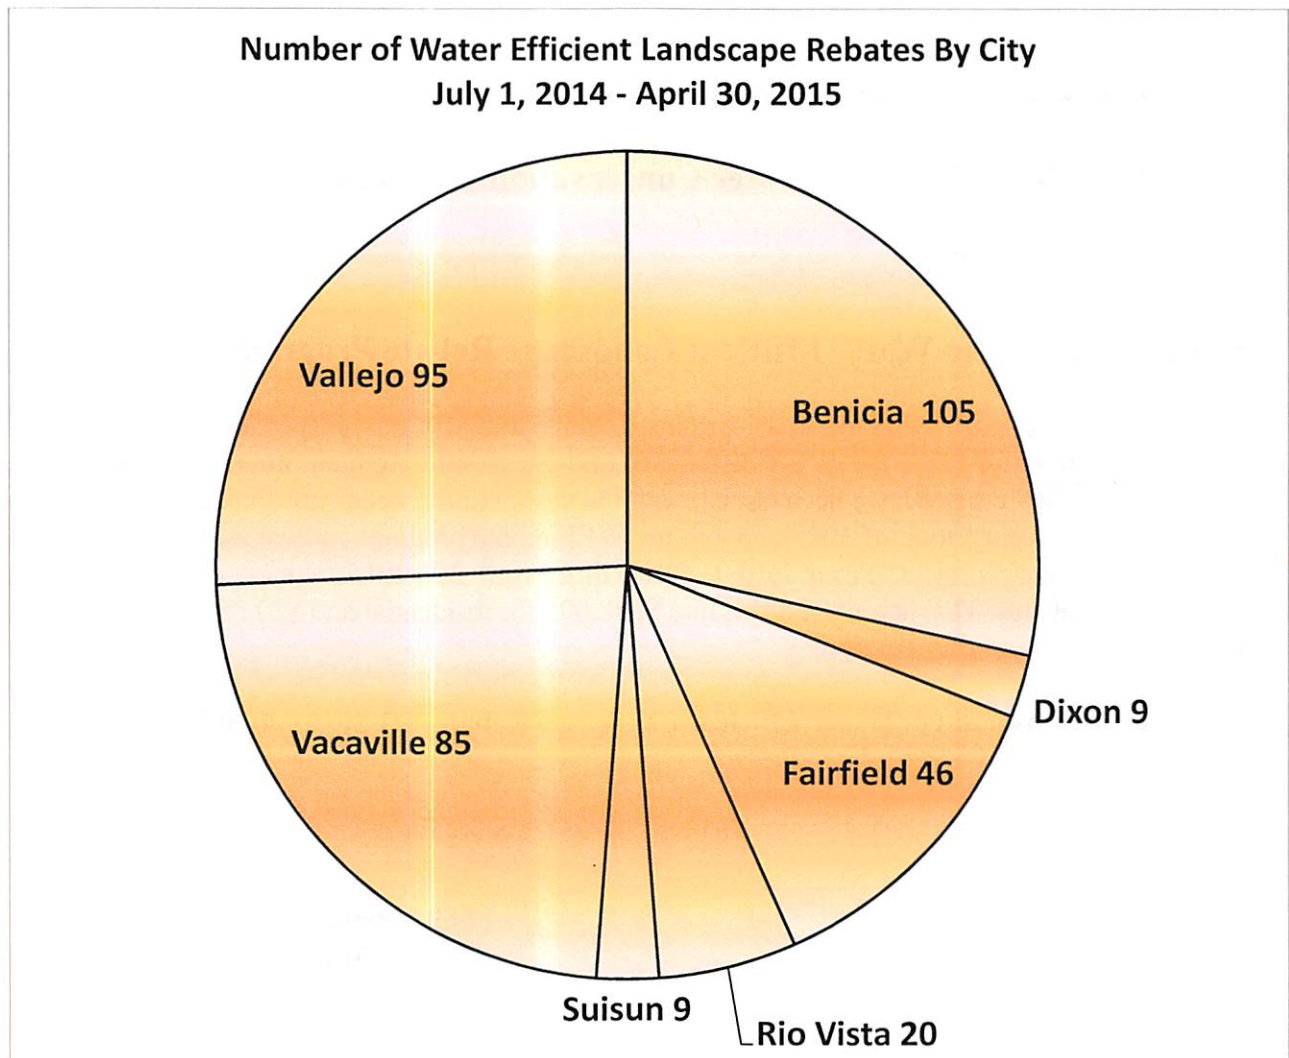 Number of Water Efficient Landscape Rebates By City
July 1, 2014 - April 30, 2015
Vallejo 95
Benicia  105
Dixon 9
Vacaville 85
Fairfield 46
Suisun 9
Rio Vista 20